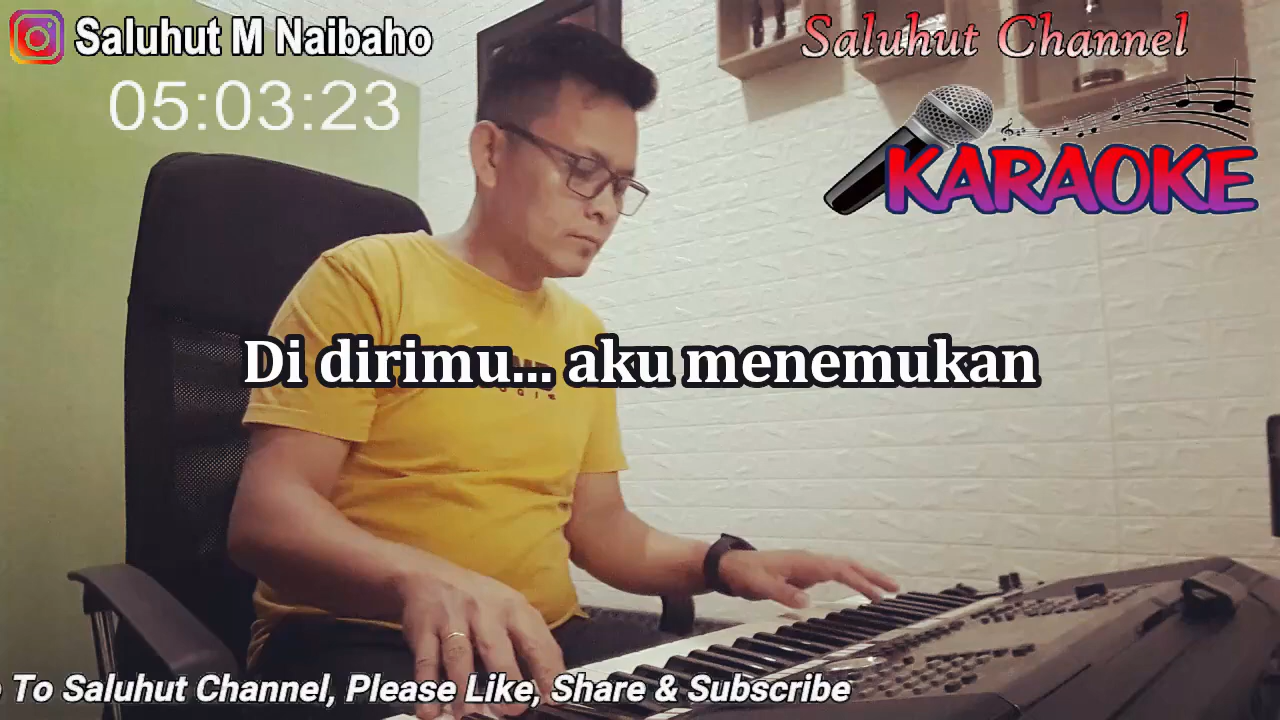 Saluhut M Naibaho
Saluhut Channel
05:03:23
KARAOKE
Di dirimu... aku menemukan
To Saluhut Channel, Please Like, Share & Subscribe